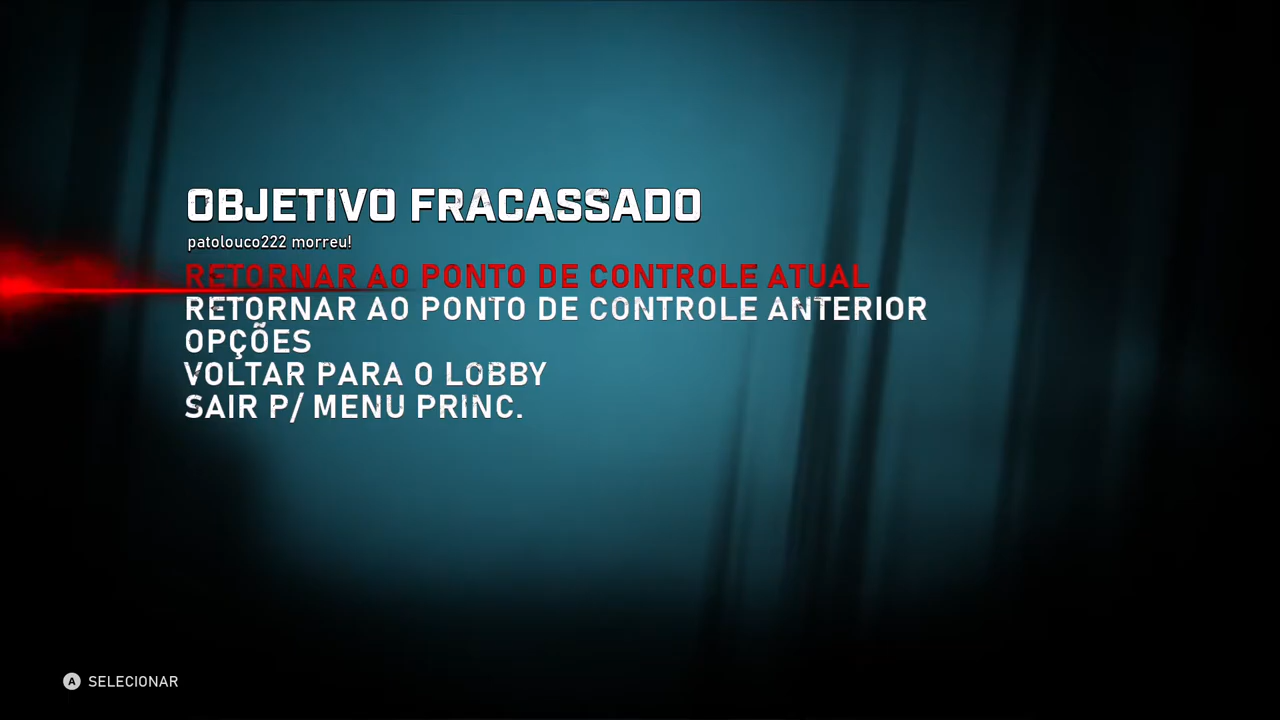 OBJETIVO FRACASSADO
patolouco222 morreu!
RETORNAR AO PONTO DE CONTROLE ATUAL
RETORNAR AO PONTO DE CONTROLE ANTERIOR
OPÇÕES
VOLTAR PARA O LOBBY
SAIR P/ MENU PRINC.
A SELECIONAR